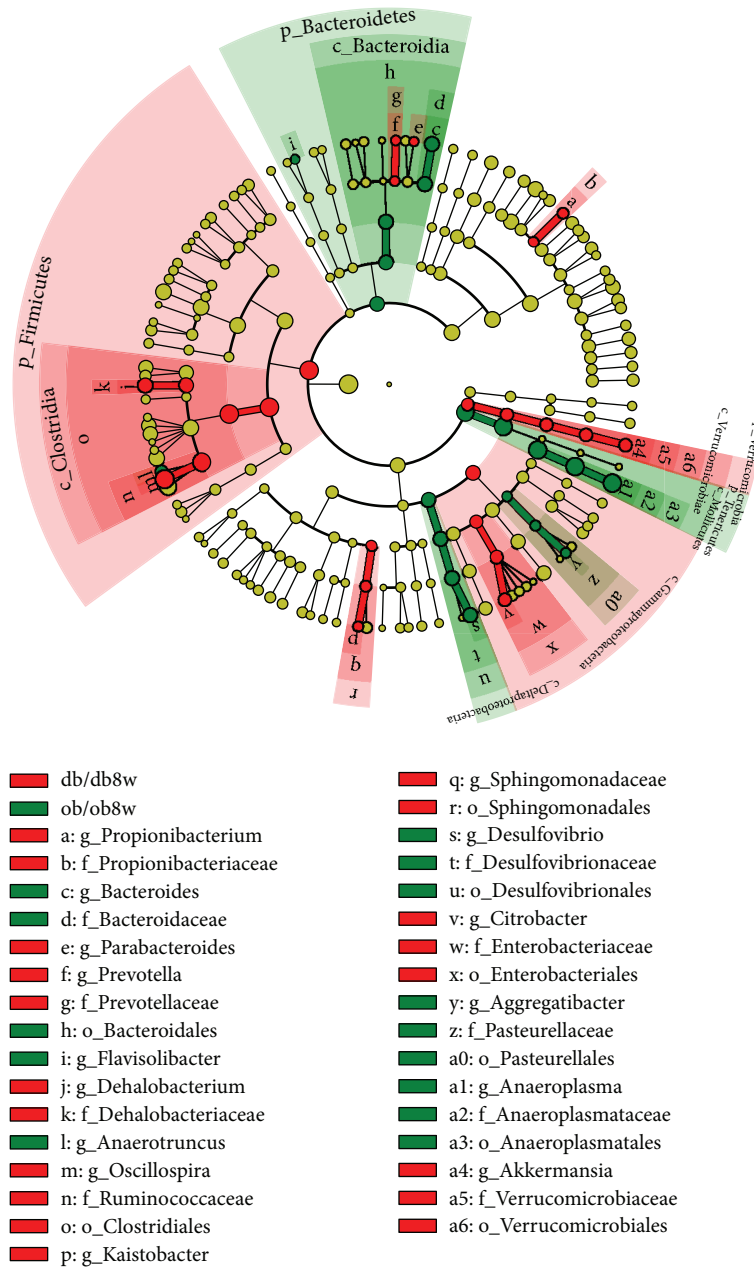 p_Bacteroidetes
c_Bacteroidia
h
d
g
c
f
e
i
b
a
p_Firmicutes
k
j
c_Clostridia
o
n
m
a4
a5
a6
c_Verrucomicrobiae
p_Tenericutes
c_Mollicutes
a1
a2
a3
y
z
a0
c_Gammaproteobacteria
v
w
x
s
t
u
c_Deltaproteobacteria
p
q
r
db/db8w
ob/ob8w
a: g_Propionibacterium
b: f_Propionibacteriaceae
c: g_Bacteroides
d: f_Bacteroidaceae
e: g_Parabacteroides
f: g_Prevotella
g: f_Prevotellaceae
h: o_Bacteroidales
i: g_Flavisolibacter
j: g_Dehalobacterium
k: f_Dehalobacteriaceae
l: g_Anaerotruncus
m: g_Oscillospira
n: f_Ruminococcaceae
o: o_Clostridiales
p: g_Kaistobacter
q: g_Sphingomonadaceae
r: o_Sphingomonadales
s: g_Desulfovibrio
t: f_Desulfovibrionaceae
u: o_Desulfovibrionales
v: g_Citrobacter
w: f_Enterobacteriaceae
x: o_Enterobacteriales
y: g_Aggregatibacter
z: f_Pasteurellaceae
a0: o_Pasteurellales
a1: g_Anaeroplasma
a2: f_Anaeroplasmataceae
a3: o_Anaeroplasmatales
a4: g_Akkermansia
a5: f_Verrucomicrobiaceae
a6: o_Verrucomicrobiales